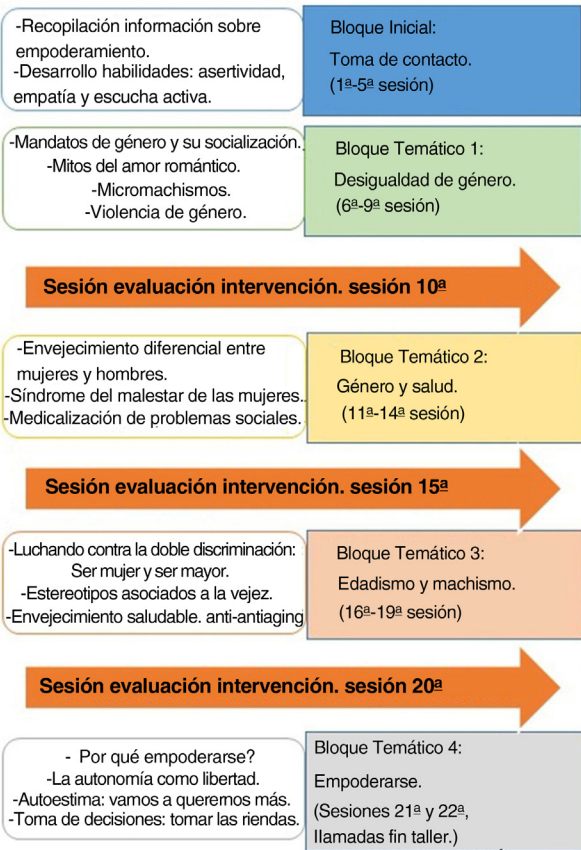 -Recopilación información sobre
empoderamiento.
-Desarrollo habilidades: asertividad,
empatía y escucha activa.
Bloque Inicial:
Toma de contacto.
(1ª-5ª sesión)
-Mandatos de género y su socialización.
-Mitos del amor romántico.
-Micromachismos.
-Violencia de género.
Bloque Temático 1:
Desigualdad de género.
(6ª-9ª sesión)
Sesión evaluación intervención. sesión 10ª
-Envejecimiento diferencial entre
mujeres y hombres.
-Síndrome del malestar de las mujeres..
-Medicalización de problemas sociales.
Bloque Temático 2:
Género y salud.
(11ª-14ª sesión)
Sesión evaluación intervención. sesión 15ª
-Luchando contra la doble discriminación:
Ser mujer y ser mayor.
-Estereotipos asociados a la vejez.
-Envejecimiento saludable. anti-antiaging
Bloque Temático 3:
Edadismo y machismo.
(16ª-19ª sesión)
Sesión evaluación intervención. sesión 20ª
- Por qué empoderarse?
-La autonomía como libertad.
-Autoestima: vamos a querernos más.
-Toma de decisiones: tomar las riendas.
Bloque Temático 4:
Empoderarse.
(Sesiones 21ª y 22ª,
llamadas fin taller.)